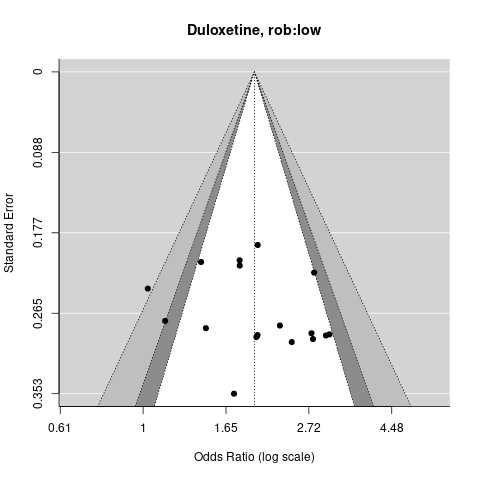 Duloxetine, rob:low
Standard Error
0
0.088
0.177
0.265
0.353
0.61 1 1.65 2.72 4.48
Odds Ratio (log scale)